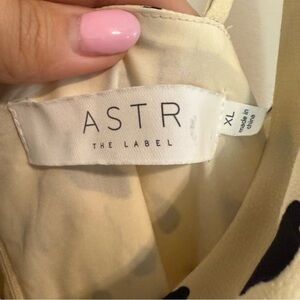 ASTR
THE LABEL
XL
made in
china